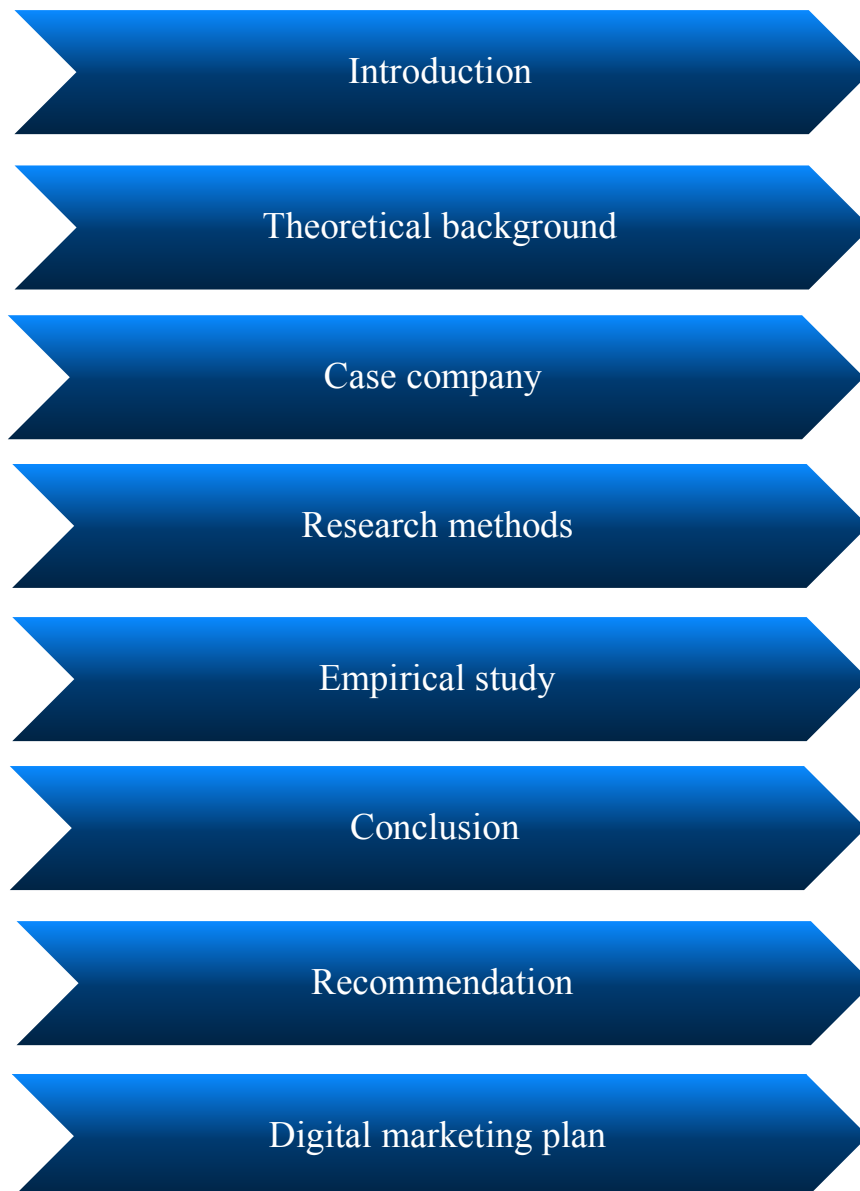 Introduction
Theoretical background
Case company
Research methods
Empirical study
Conclusion
Recommendation
Digital marketing plan